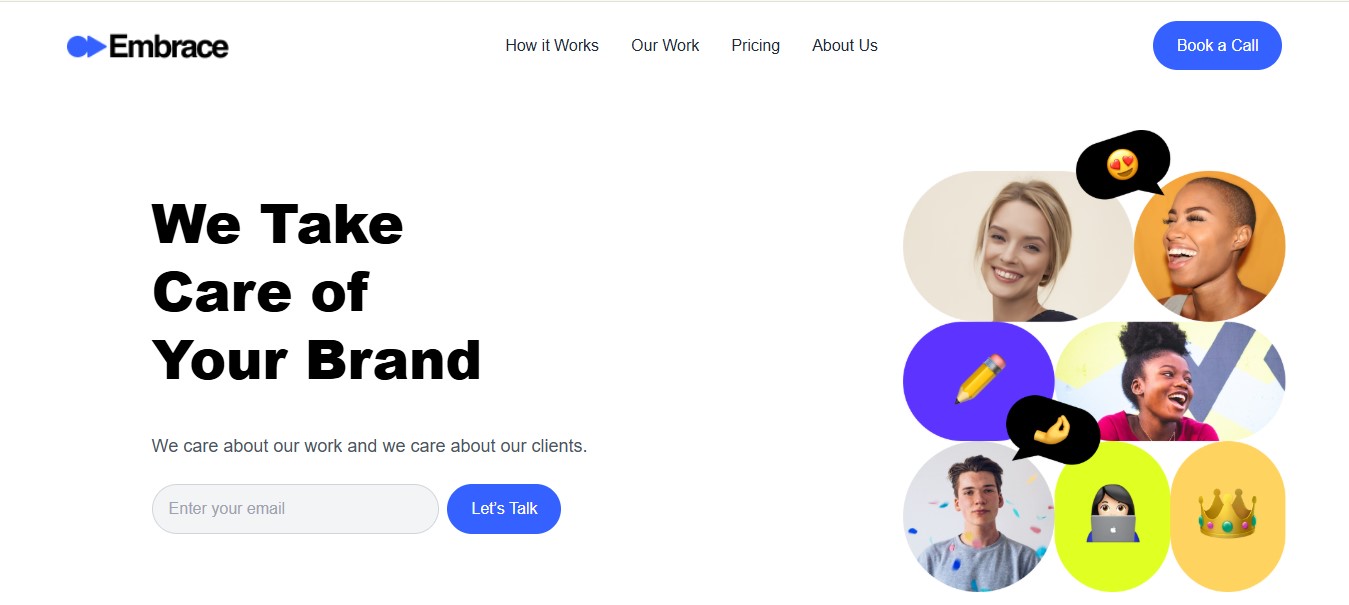 Embrace
How it Works
Our Work
Pricing
About Us
Book a Call
We Take
Care of
Your Brand
We care about our work and we care about our clients.
Enter your email
Let’s Talk